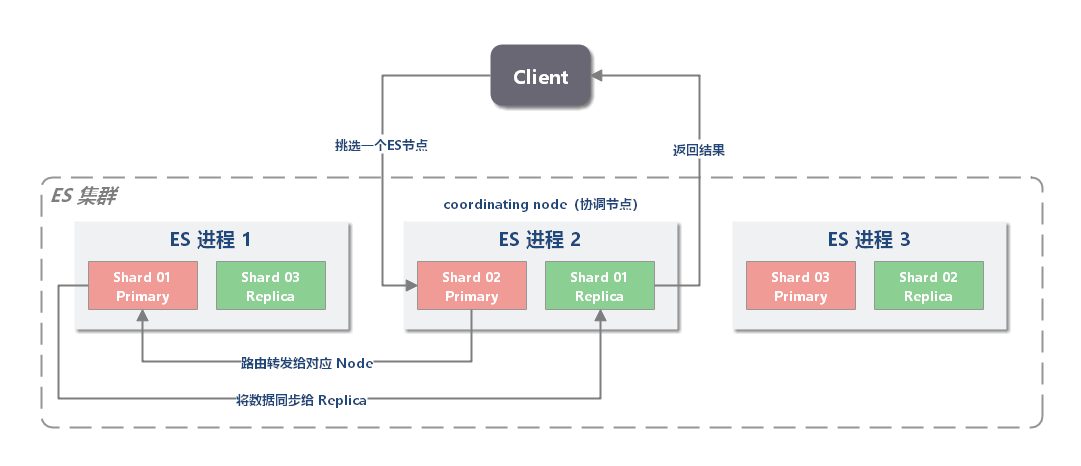 Client
挑选一个ES节点
返回结果
ES 集群
coordinating node（协调节点）
ES 进程 1
ES 进程 2
ES 进程 3
Shard 01
Primary
Shard 03
Replica
Shard 02
Primary
Shard 01
Replica
Shard 03
Primary
Shard 02
Replica
路由转发给对应 Node
将数据同步给 Replica